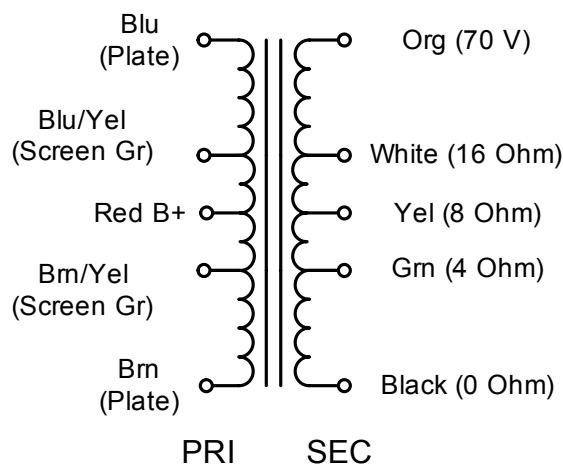 Blu
(Plate)
Org (70 V)
Blu/Yel
(Screen Gr)
White (16 Ohm)
Red B+
Yel (8 Ohm)
Brn/Yel
(Screen Gr)
Grn (4 Ohm)
Brn
(Plate)
Black (0 Ohm)
PRI
SEC